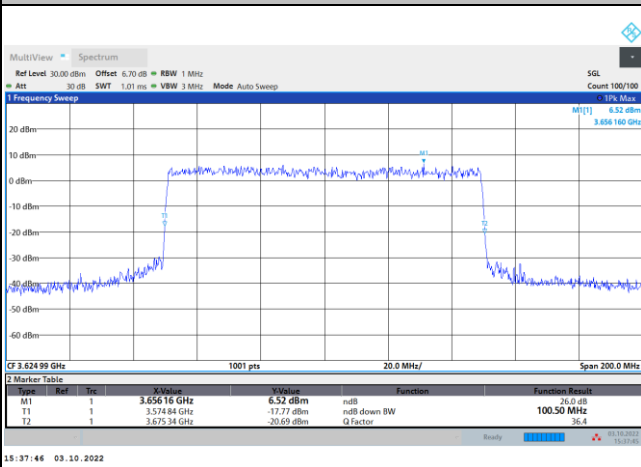 MultiView Spectrum
Ref Level 30.00 dBm Offset 6.70 dB RBW 1 MHz SGL
Att 30 dB SWT 1.01 ms VBW 3 MHz Mode Auto Sweep Count 100/100
1 Frequency Sweep 1Pk Max
M1[1] 6.52 dBm
3.656 160 GHz
20 dBm
M1
10 dBm
0 dBm
-10 dBm
T1
T2
-20 dBm
-30 dBm
-40 dBm
-50 dBm
-60 dBm
CF 3.624 99 GHz 1001 pts 20.0 MHz/ Span 200.0 MHz
2 Marker Table
Type Ref Trc X-Value Y-Value Function Function Result
M1 1 3.656 16 GHz 6.52 dBm ndB 26.0 dB
T1 1 3.574 84 GHz -17.77 dBm ndB down BW 100.50 MHz
T2 1 3.675 34 GHz -20.69 dBm Q Factor 36.4
Ready 03.10.2022
15:37:45
15:37:46 03.10.2022